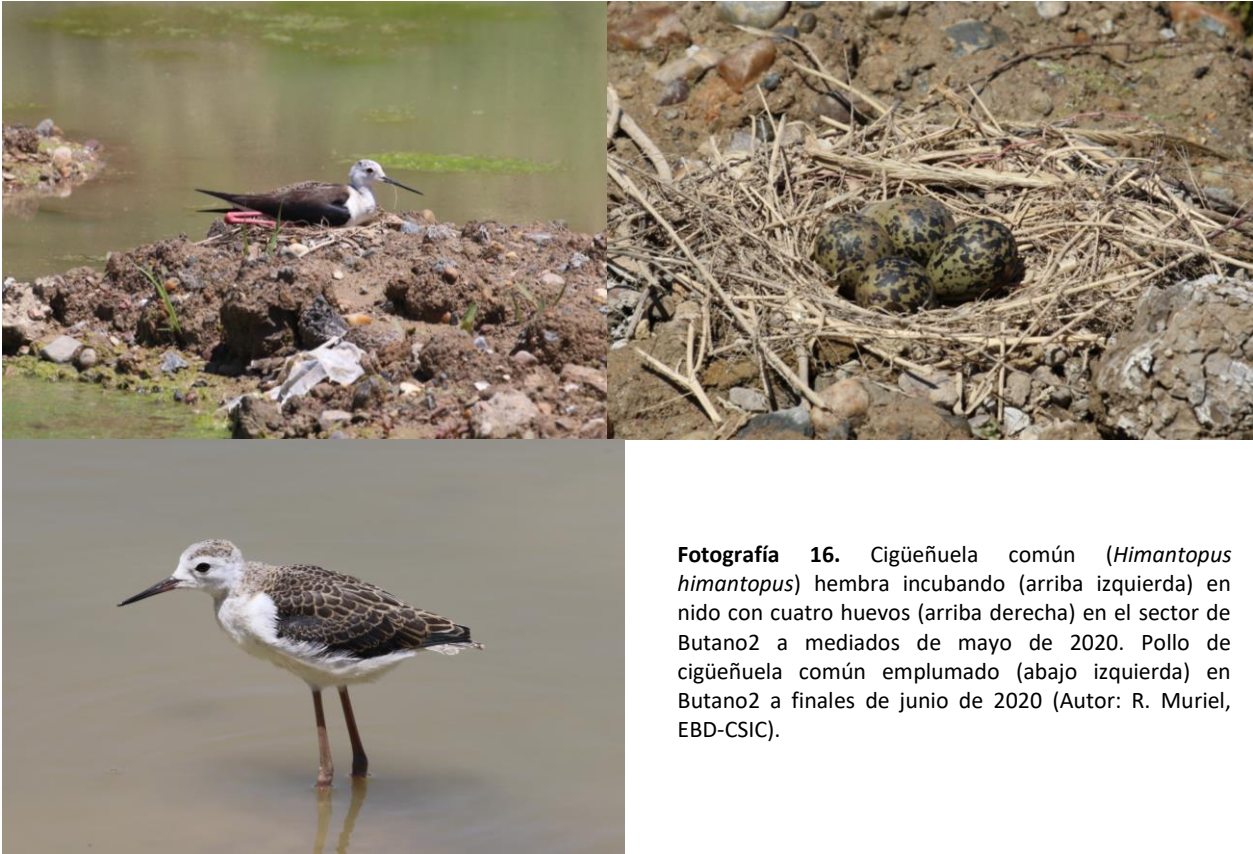 Fotografía 16. Cigüeñuela común (Himantopus
himantopus) hembra incubando (arriba izquierda) en
nido con cuatro huevos (arriba derecha) en el sector de
Butano2 a mediados de mayo de 2020. Pollo de
cigüeñuela común emplumado (abajo izquierda) en
Butano2 a finales de junio de 2020 (Autor: R. Muriel,
EBD-CSIC).